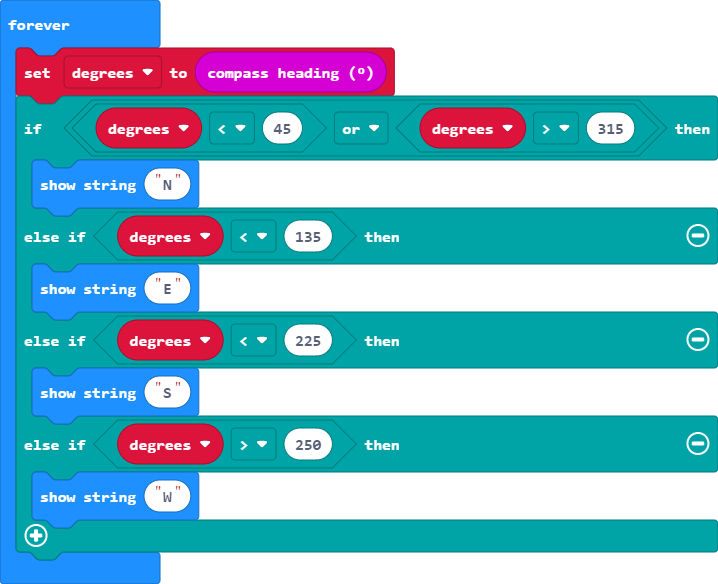 forever
set degrees to compass heading (º)
if degrees < 45 or degrees > 315 then
show string "N"
else if degrees < 135 then
show string "E"
else if degrees < 225 then
show string "S"
else if degrees > 250 then
show string "W"